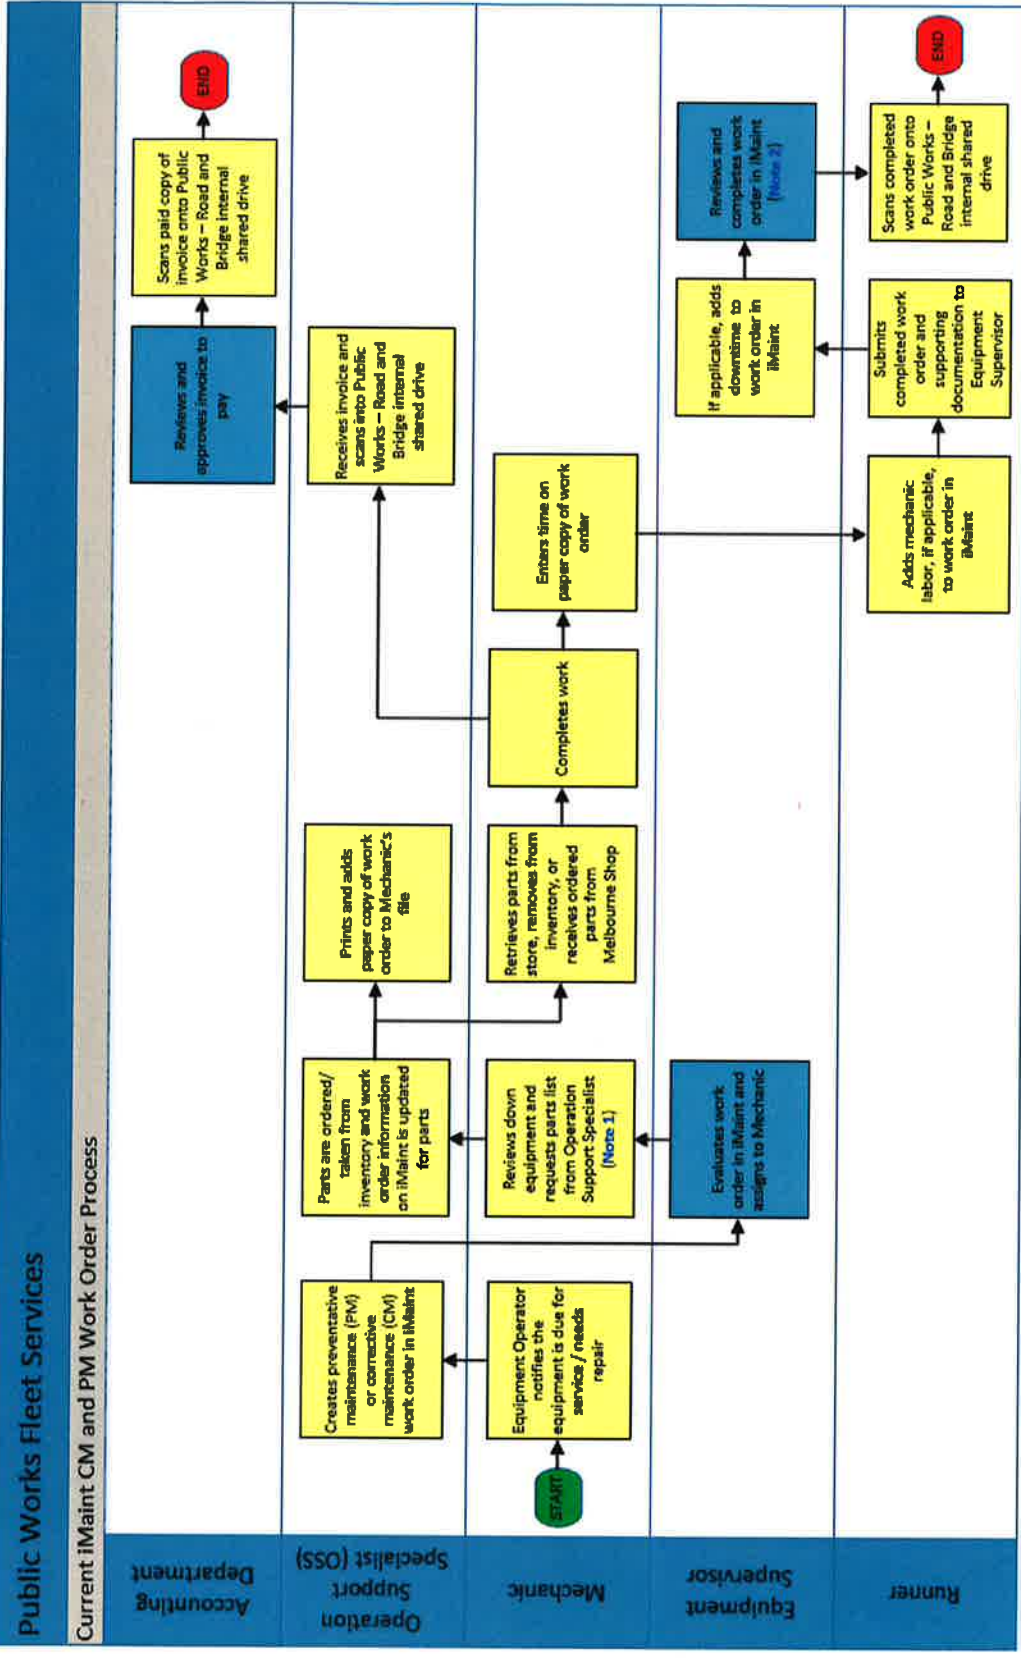 Public Works Fleet Services
Current iMaint CM and PM Work Order Process
Accounting
Department
Reviews and
approves invoice to
pay
Scans paid copy of
invoice onto Public
Works – Road and
Bridge internal
shared drive
END
Operation
Support
Specialist (OSS)
Creates preventative
maintenance (PM)
or corrective
maintenance (CM)
work order in iMaint
Parts are ordered/
taken from
inventory and work
order information
on iMaint is updated
for parts
Prints and adds
paper copy of work
order to Mechanic's
file
Receives invoice and
scans into Public
Works – Road and
Bridge internal
shared drive
Mechanic
START
Equipment Operator
notifies the
equipment is due for
service / needs
repair
Reviews down
equipment and
requests parts list
from Operation
Support Specialist
(Note 1)
Retrieves parts from
store, removes from
inventory, or
receives ordered
parts from
Melbourne Shop
Completes work
Enters time on
paper copy of work
order
Equipment
Supervisor
Evaluates work
order in iMaint and
assigns to Mechanic
If applicable, adds
downtime to
work order in
iMaint
Reviews and
completes work
order in iMaint
(Note 2)
Runner
Adds mechanic
labor, if applicable,
to work order in
iMaint
Submits
completed work
order and
supporting
documentation to
Equipment
Supervisor
Scans completed
work order onto
Public Works –
Road and Bridge
internal shared
drive
END